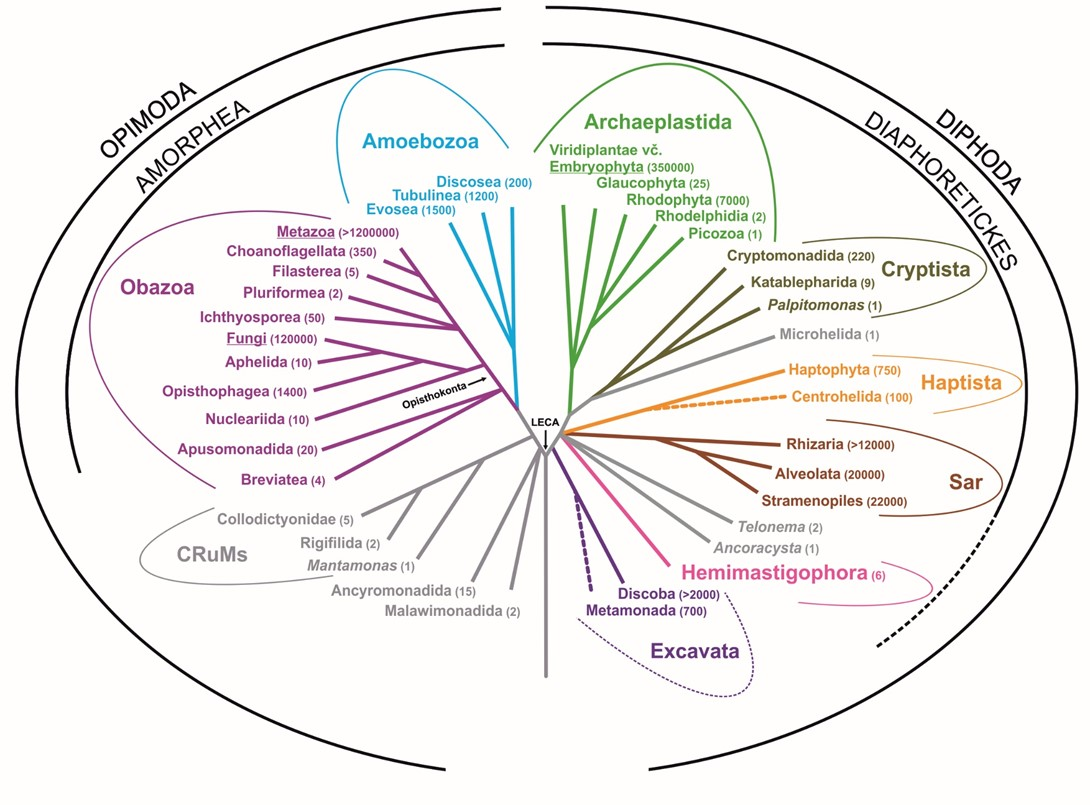 OPIMODA
AMORPHEA
DIPHODA
DIAPHORETICKES
Amoebozoa
Discosea (200)
Tubulinea (1200)
Evosea (1500)
Archaeplastida
Viridiplantae vč.
Embryophyta (350000)
Glaucophyta (25)
Rhodophyta (7000)
Rhodelphidia (2)
Picozoa (1)
Obazoa
Metazoa (>1200000)
Choanoflagellata (350)
Filasterea (5)
Pluriformea (2)
Ichthyosporea (50)
Fungi (120000)
Aphelida (10)
Opisthophagea (1400)
Nucleariida (10)
Apusomonadida (20)
Breviatea (4)
Opisthokonta
LECA
Cryptista
Cryptomonadida (220)
Katablepharida (9)
Palpitomonas (1)
Microhelida (1)
Haptista
Haptophyta (750)
Centrohelida (100)
Sar
Rhizaria (>12000)
Alveolata (20000)
Stramenopiles (22000)
Telonema (2)
Ancoracysta (1)
Hemimastigophora (6)
CRuMs
Collodictyonidae (5)
Rigifilida (2)
Mantamonas (1)
Ancyromonadida (15)
Malawimonadida (2)
Discoba (>2000)
Metamonada (700)
Excavata